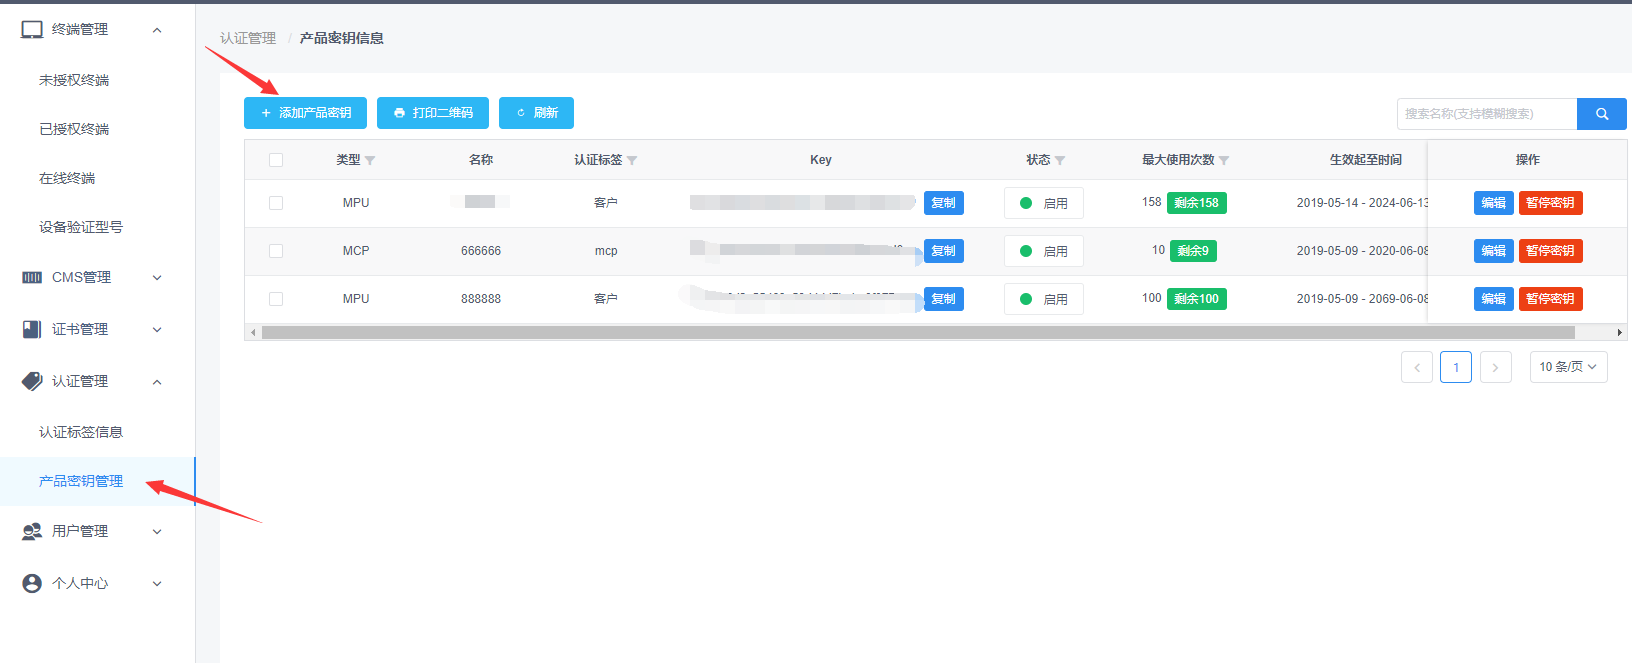 终端管理
未授权终端
已授权终端
在线终端
设备验证型号
CMS管理
证书管理
认证管理
认证标签信息
产品密钥管理
用户管理
个人中心
认证管理 / 产品密钥信息
+ 添加产品密钥 打印二维码 刷新 搜索名称(支持模糊搜索)
类型 名称 认证标签 Key 状态 最大使用次数 生效起至时间 操作
MPU 客户 复制 启用 158 剩余158 2019-05-14 - 2024-06-13 编辑 暂停密钥
MCP 666666 mcp 复制 启用 10 剩余9 2019-05-09 - 2020-06-08 编辑 暂停密钥
MPU 888888 客户 复制 启用 100 剩余100 2019-05-09 - 2069-06-08 编辑 暂停密钥
1 10 条/页